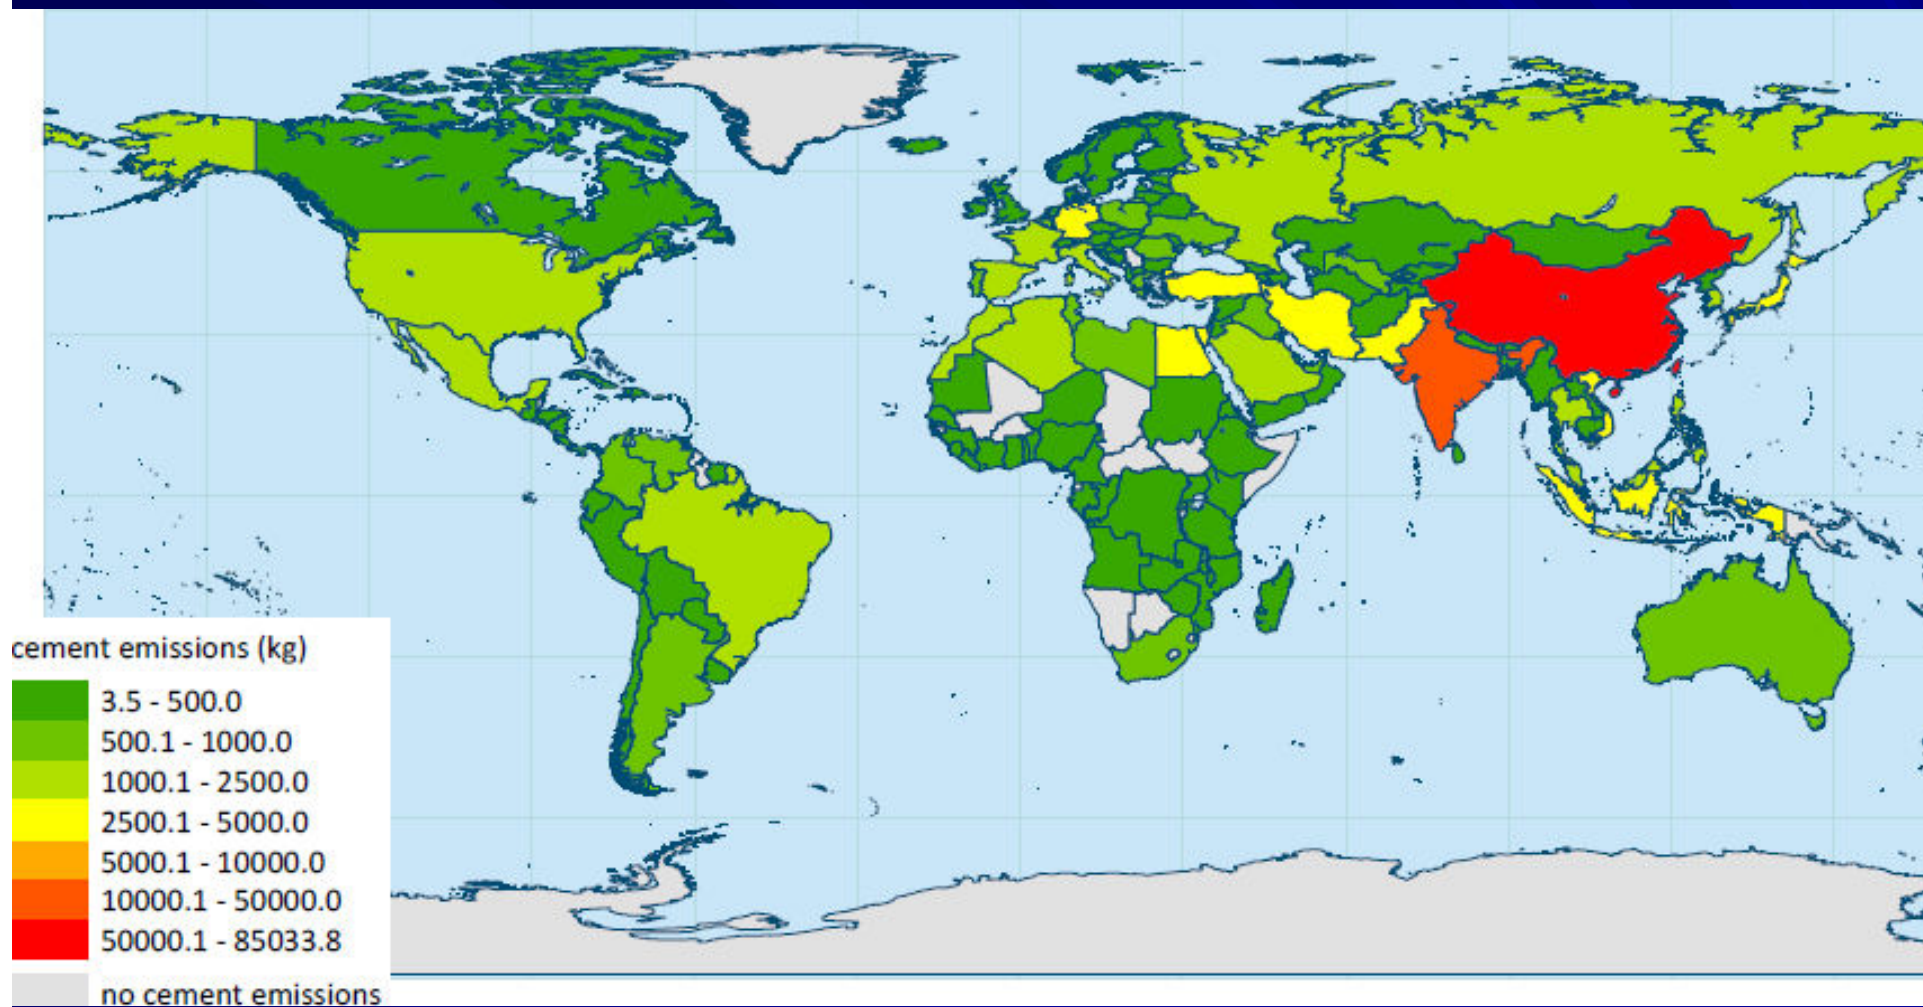 cement emissions (kg)
3.5 - 500.0
500.1 - 1000.0
1000.1 - 2500.0
2500.1 - 5000.0
5000.1 - 10000.0
10000.1 - 50000.0
50000.1 - 85033.8
no cement emissions